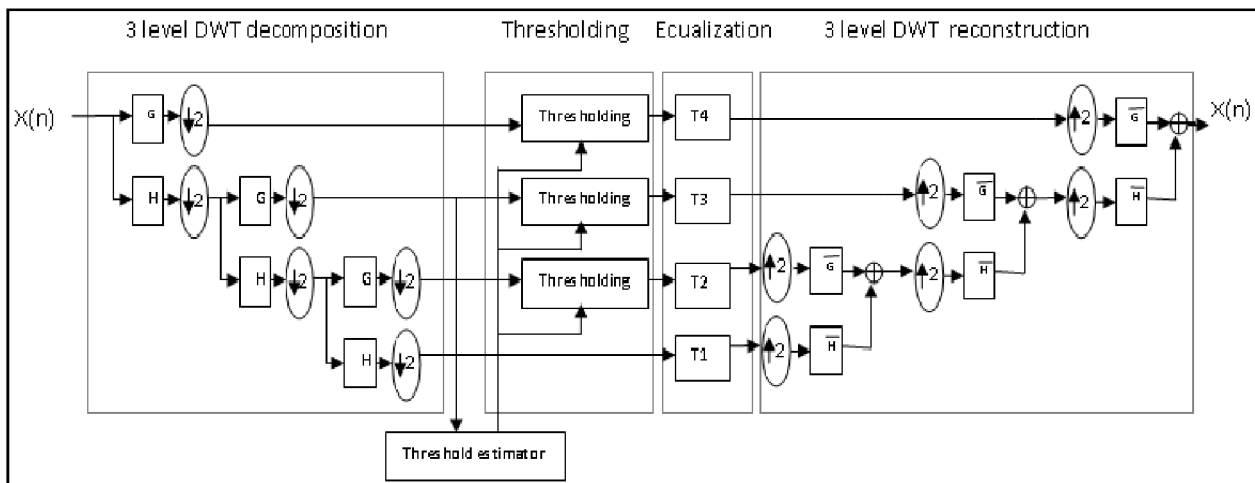 3 level DWT decomposition Thresholding Ecualization 3 level DWT reconstruction
X(n) G ↓2 Thresholding T4 ↑2 G̅ X(n)
H ↓2 G ↓2 Thresholding T3 ↑2 G̅ ↑2 H̅
H ↓2 G ↓2 Thresholding T2 ↑2 G̅ ↑2 H̅
H ↓2 T1 ↑2 H̅
Threshold estimator